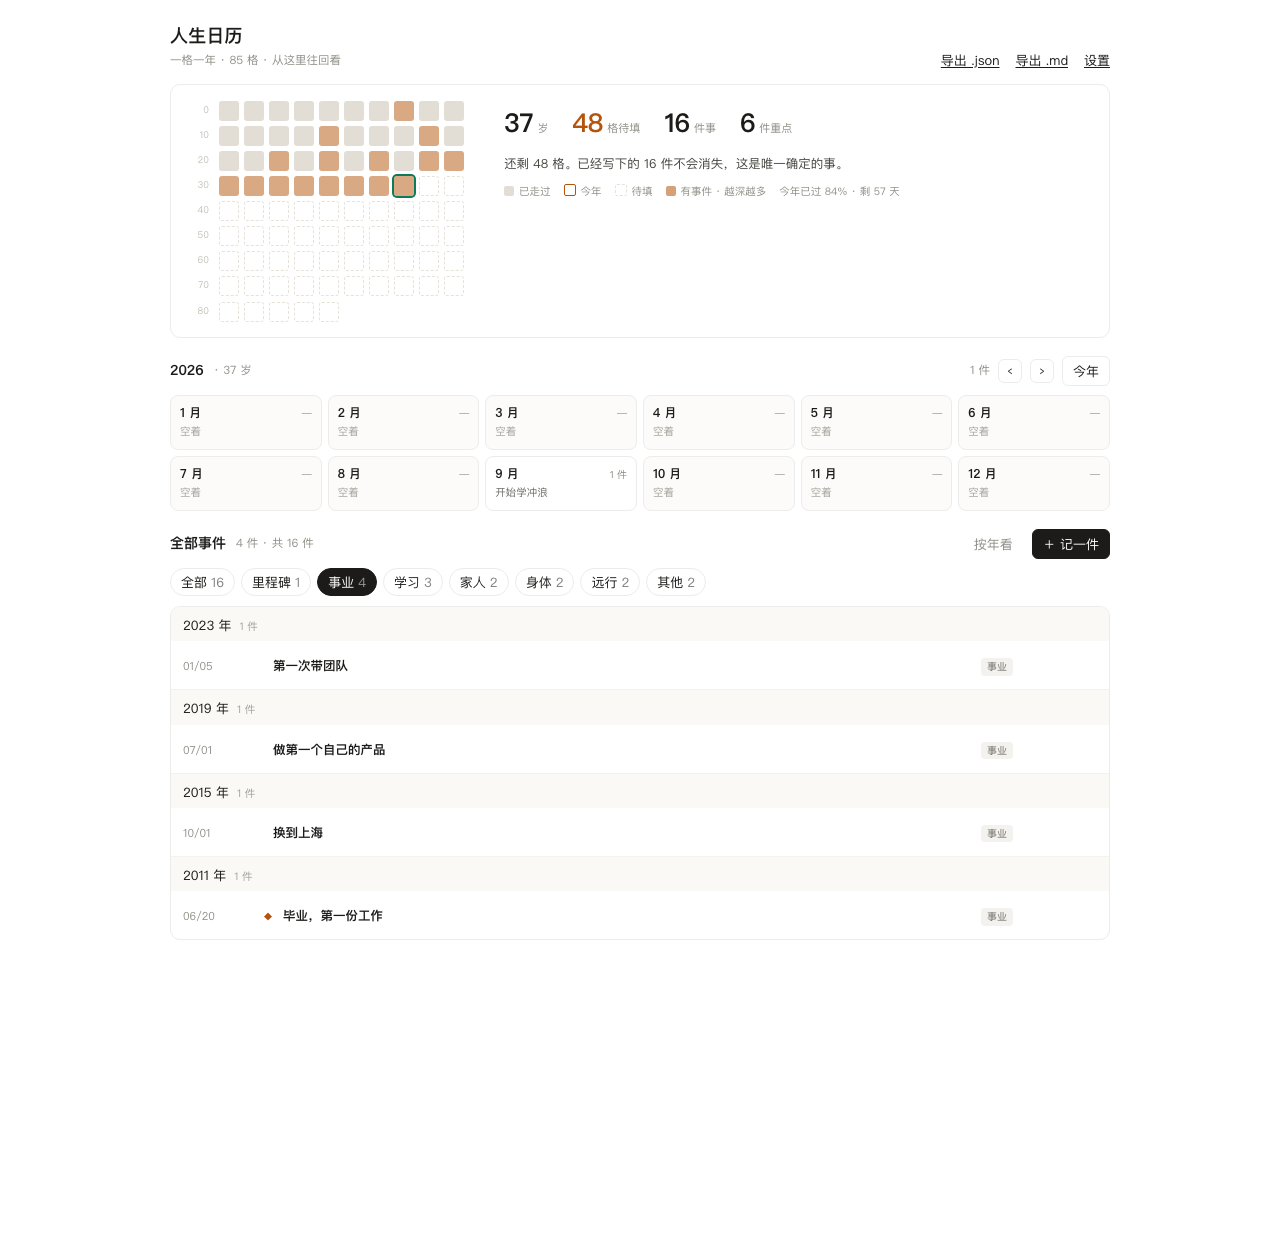 人生日历
一格一年 · 85 格 · 从这里往回看
导出 .json 导出 .md 设置
0
10
20
30
40
50
60
70
80
37 岁 48 格待填 16 件事 6 件重点
还剩 48 格。已经写下的 16 件不会消失，这是唯一确定的事。
已走过 今年 待填 有事件 · 越深越多 今年已过 84% · 剩 57 天
2026 · 37 岁
1 件 ‹ › 今年
1 月 — 2 月 — 3 月 — 4 月 — 5 月 — 6 月 —
空着 空着 空着 空着 空着 空着
7 月 — 8 月 — 9 月 1 件 10 月 — 11 月 — 12 月 —
空着 空着 开始学冲浪 空着 空着 空着
全部事件 4 件 · 共 16 件
按年看 ＋ 记一件
全部 16 里程碑 1 事业 4 学习 3 家人 2 身体 2 远行 2 其他 2
2023 年 1 件
01/05 第一次带团队 事业
2019 年 1 件
07/01 做第一个自己的产品 事业
2015 年 1 件
10/01 换到上海 事业
2011 年 1 件
06/20 ◆ 毕业，第一份工作 事业